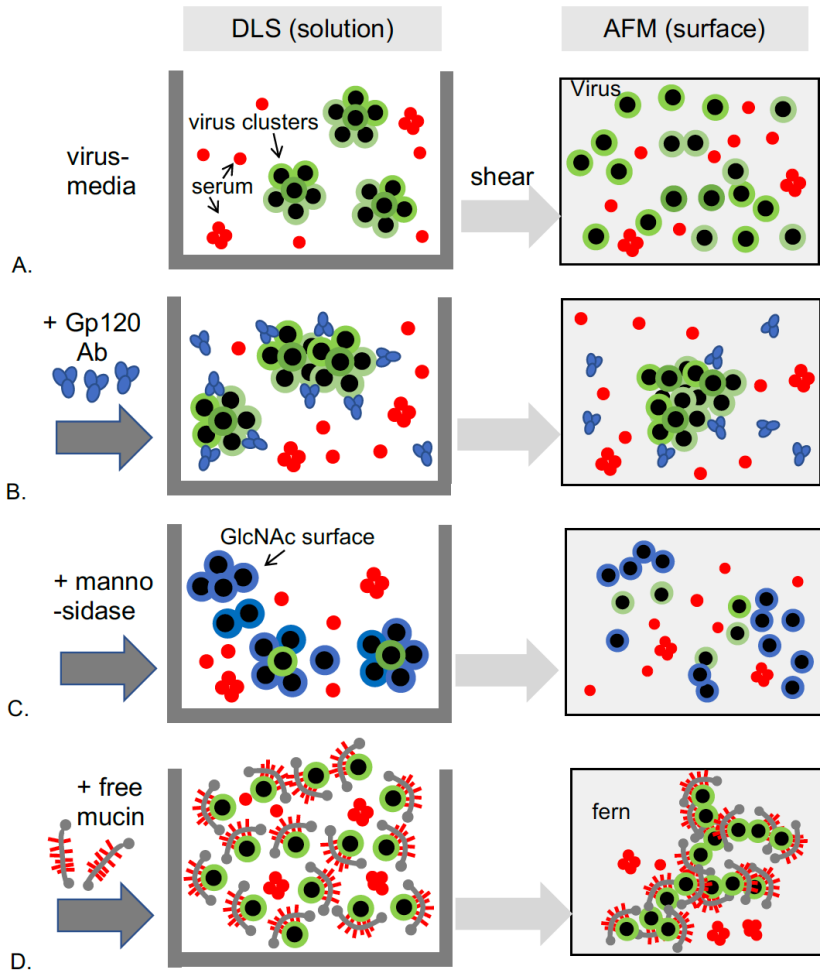 DLS (solution)
AFM (surface)
virus clusters
Virus
virus-
media
serum
shear
A.
+ Gp120
Ab
B.
GlcNAc surface
+ manno
-sidase
C.
+ free
mucin
fern
D.